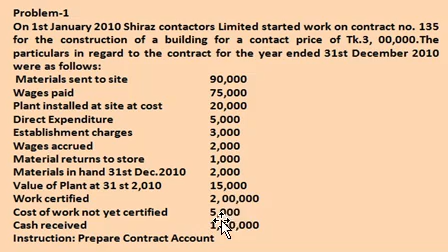 Problem-1
On 1st January 2010 Shiraz contactors Limited started work on contract no. 135
for the construction of a building for a contact price of Tk.3, 00,000.The
particulars in regard to the contract for the year ended 31st December 2010
were as follows:
Materials sent to site 90,000
Wages paid 75,000
Plant installed at site at cost 20,000
Direct Expenditure 5,000
Establishment charges 3,000
Wages accrued 2,000
Material returns to store 1,000
Materials in hand 31st Dec.2010 2,000
Value of Plant at 31 st 2,010 15,000
Work certified 2, 00,000
Cost of work not yet certified 5,000
Cash received
Instruction: Prepare Contract Account